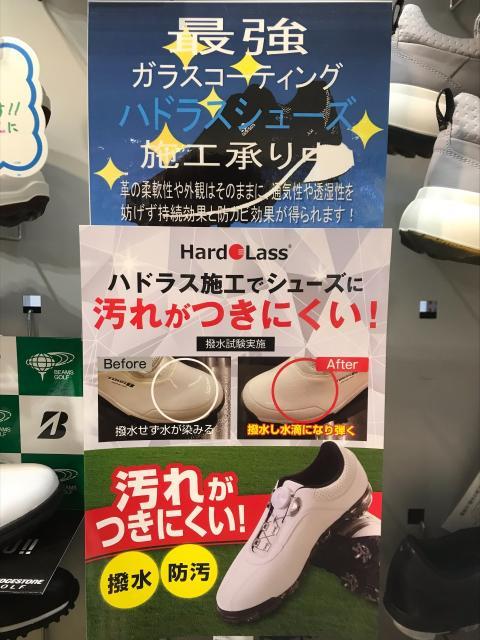 最強
ガラスコーティング
ハドラスシューズ
施工承り中
革の柔軟性や外観はそのままに、通気性や透湿性を
妨げず持続効果と防カビ効果が得られます!
HardoLass®
ハドラス施工でシューズに
汚れがつきにくい!
撥水試験実施
Before
After
撥水せず水が染みる
撥水し水滴になり弾く
汚れが
つきにくい!
撥水
防汚
BEAMS
GOLF
B